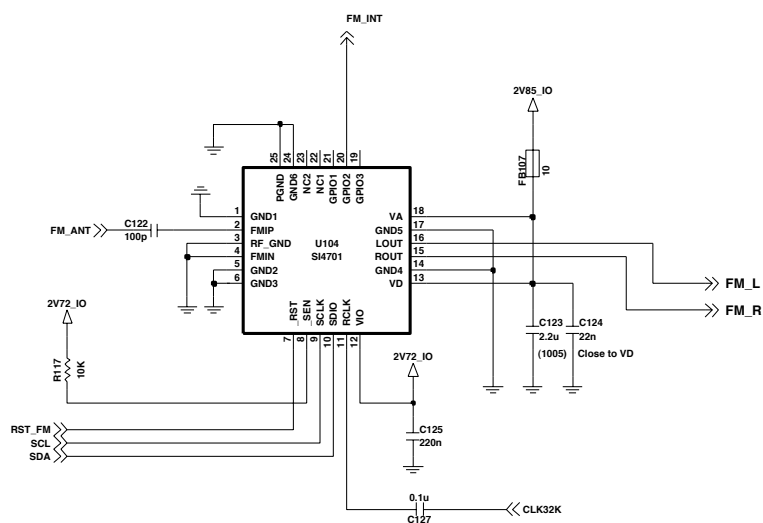 FM_INT
2V85_IO
FB107
10
25
24
23
22
21
20
19
PGND
GND6
NC2
NC1
GPIO1
GPIO2
GPIO3
1 GND1
FM_ANT C122 100p 2 FMIP
3 RF_GND
4 FMIN
5 GND2
6 GND3
U104
SI4701
VA 18
GND5 17
LOUT 16
ROUT 15
GND4 14
VD 13
FM_L
FM_R
2V72_IO
R117
10K
_RST
_SEN
SCLK
SDIO
RCLK
VIO
7
8
9
10
11
12
C123
2.2u
(1005)
C124
22n
Close to VD
2V72_IO
C125
220n
RST_FM
SCL
SDA
0.1u
C127
CLK32K